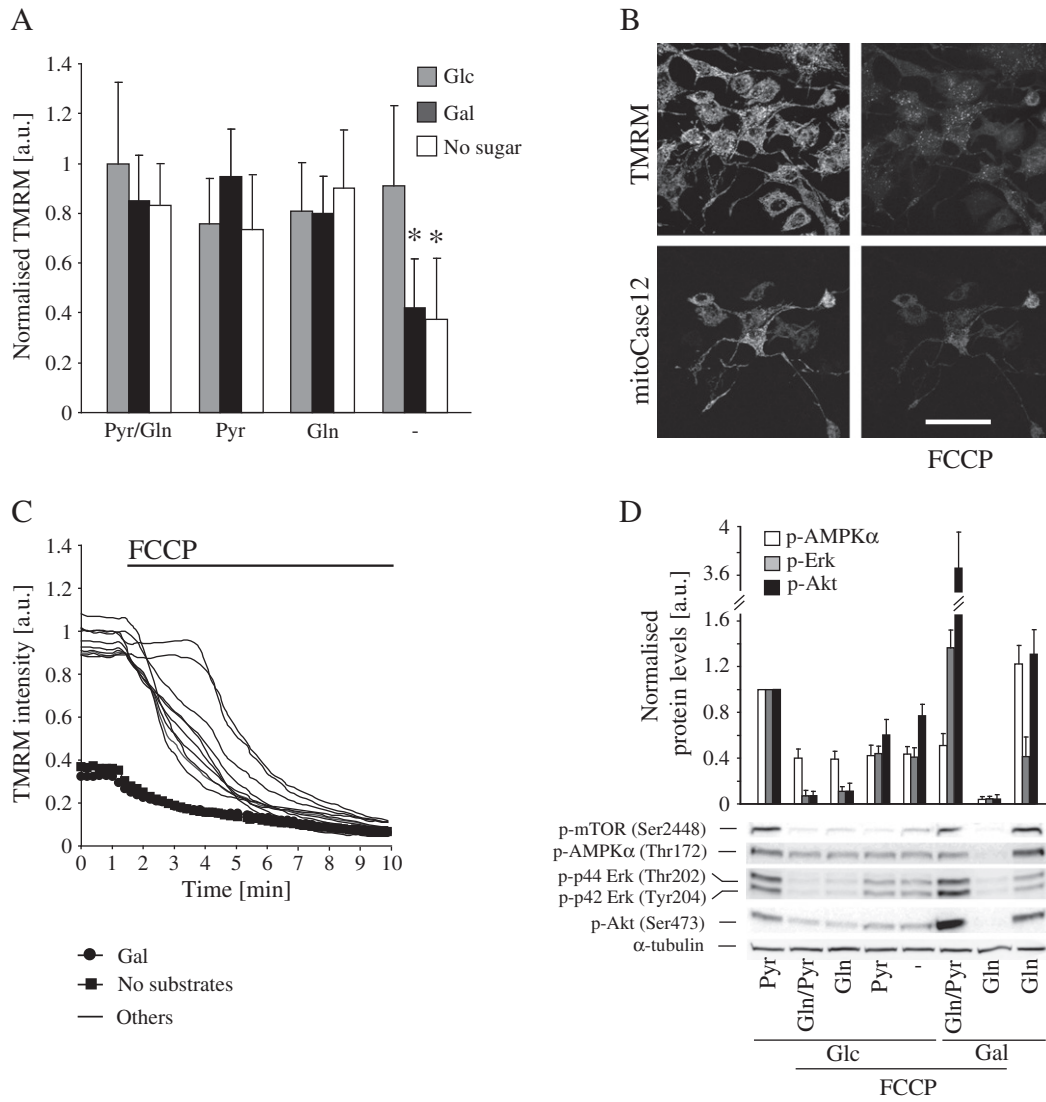 A
Normalised TMRM [a.u.]
1.4
1.2
1
0.8
0.6
0.4
0.2
0
Glc
Gal
No sugar
* *
Pyr/Gln Pyr Gln -
B
TMRM
mitoCase12
FCCP
C
TMRM intensity [a.u.]
1.4
1.2
1
0.8
0.6
0.4
0.2
0
FCCP
0 1 2 3 4 5 6 7 8 9 10
Time [min]
Gal
No substrates
Others
D
Normalised
protein levels [a.u.]
4
3.6
1.6
1.2
0.8
0.4
0
p-AMPKα
p-Erk
p-Akt
p-mTOR (Ser2448)
p-AMPKα (Thr172)
p-p44 Erk (Thr202)
p-p42 Erk (Tyr204)
p-Akt (Ser473)
α-tubulin
Pyr Gln/Pyr Gln Pyr - Gln/Pyr Gln Gln
Glc Gal
FCCP